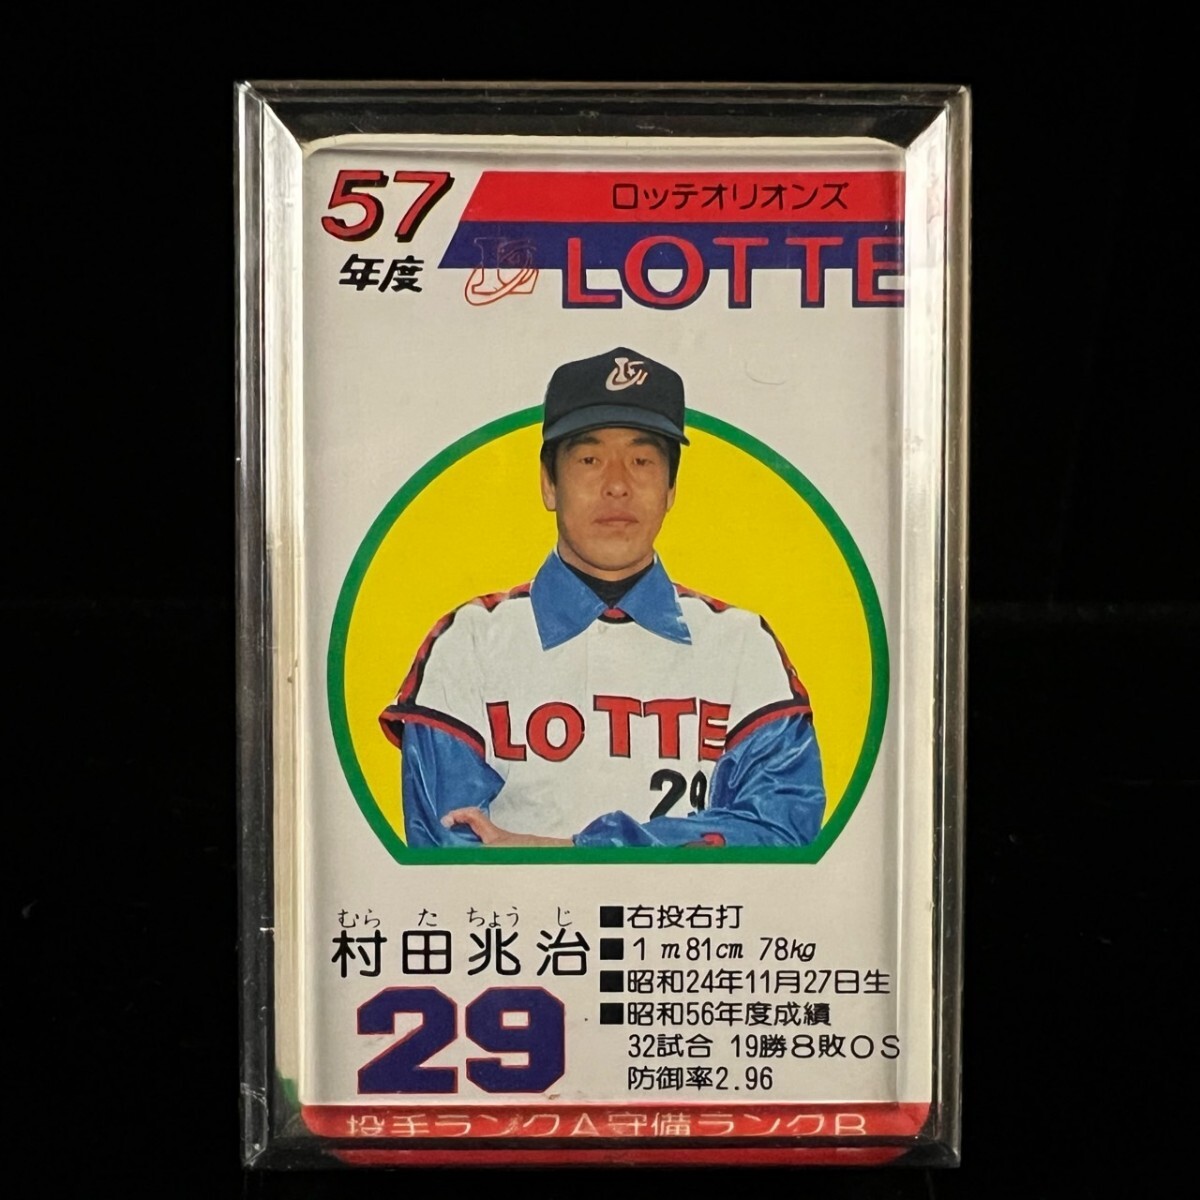 57
年度
ロッテオリオンズ
LOTTE
LOTTE
29
むら た ちょう じ
村田兆治
29
■右投右打
■1m81cm 78kg
■昭和24年11月27日生
■昭和56年度成績
32試合 19勝8敗0S
防御率2.96
投手ランクA守備ランクB